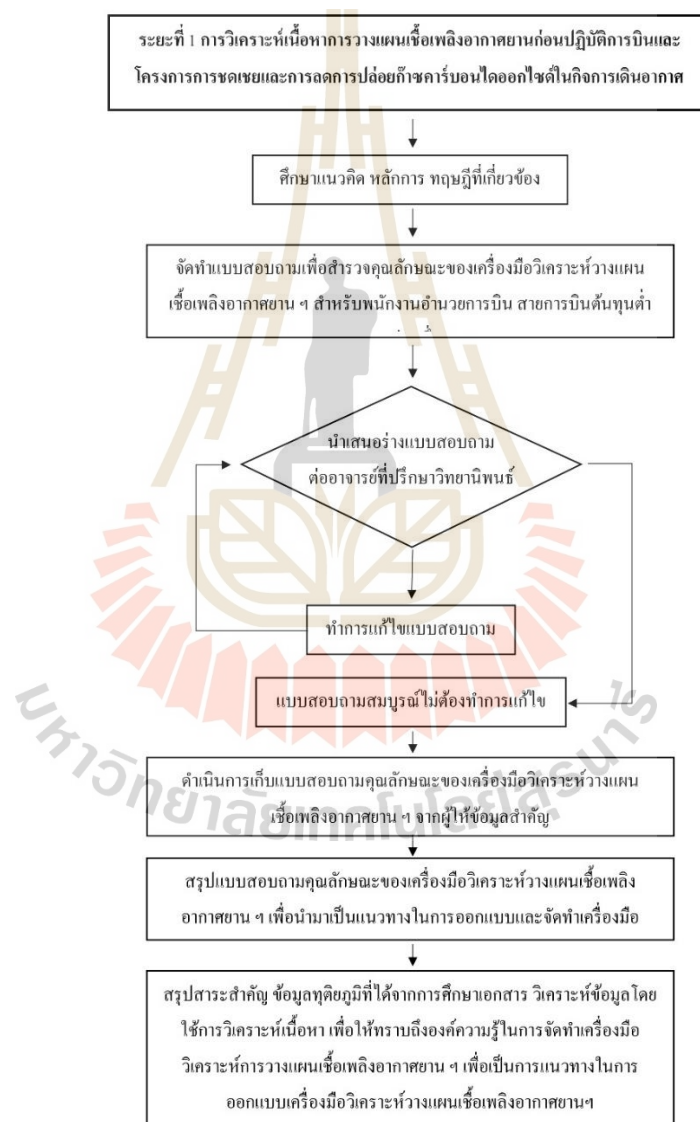 ระยะที่ 1 การวิเคราะห์เนื้อหาการวางแผนเชื้อเพลิงอากาศยานก่อนปฏิบัติการบินและ
โครงการการชดเชยและการลดการปล่อยก๊าซคาร์บอนไดออกไซด์ในกิจการเดินอากาศ
ศึกษาแนวคิด หลักการ ทฤษฎีที่เกี่ยวข้อง
จัดทำแบบสอบถามเพื่อสำรวจคุณลักษณะของเครื่องมือวิเคราะห์วางแผน
เชื้อเพลิงอากาศยาน ฯ สำหรับพนักงานอำนวยการบิน สายการบินต้นทุนต่ำ
นำเสนอร่างแบบสอบถาม
ต่ออาจารย์ที่ปรึกษาวิทยานิพนธ์
ทำการแก้ไขแบบสอบถาม
แบบสอบถามสมบูรณ์ไม่ต้องทำการแก้ไข
ดำเนินการเก็บแบบสอบถามคุณลักษณะของเครื่องมือวิเคราะห์วางแผน
เชื้อเพลิงอากาศยาน ฯ จากผู้ให้ข้อมูลสำคัญ
สรุปแบบสอบถามคุณลักษณะของเครื่องมือวิเคราะห์วางแผนเชื้อเพลิง
อากาศยาน ฯ เพื่อนำมาเป็นแนวทางในการออกแบบและจัดทำเครื่องมือ
สรุปสาระสำคัญ ข้อมูลทุติยภูมิที่ได้จากการศึกษาเอกสาร วิเคราะห์ข้อมูลโดย
ใช้การวิเคราะห์เนื้อหา เพื่อให้ทราบถึงองค์ความรู้ในการจัดทำเครื่องมือ
วิเคราะห์การวางแผนเชื้อเพลิงอากาศยาน ฯ เพื่อเป็นการแนวทางในการ
ออกแบบเครื่องมือวิเคราะห์วางแผนเชื้อเพลิงอากาศยานฯ
มหาวิทยาลัยเทคโนโลยีสุรนารี